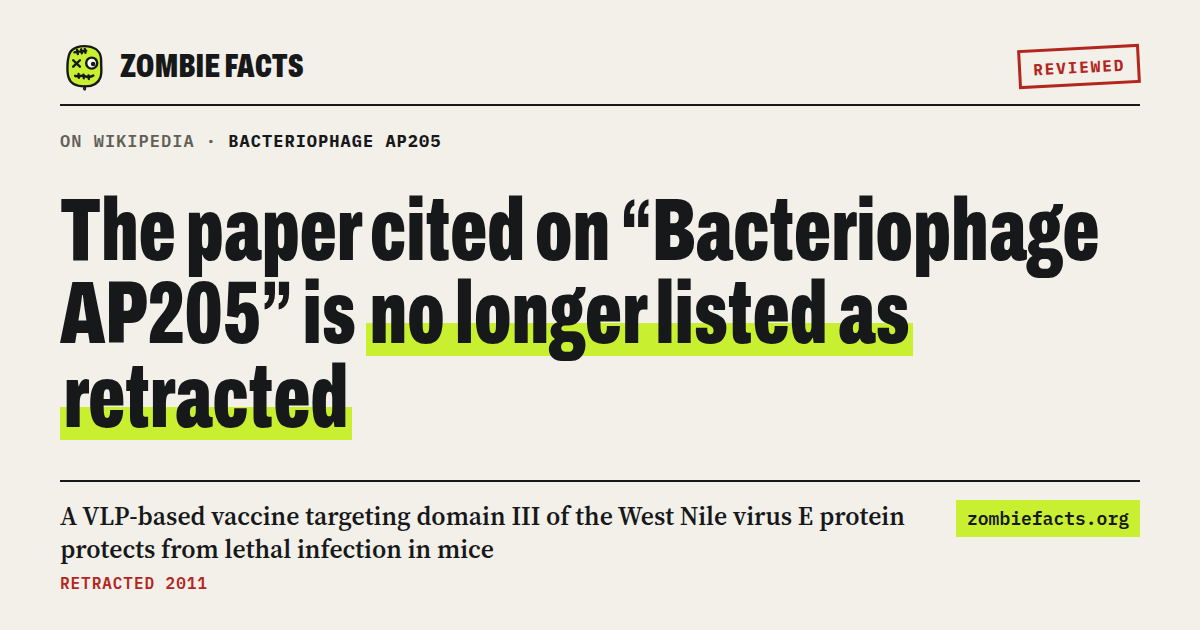 ZOMBIE FACTS
REVIEWED
ON WIKIPEDIA · BACTERIOPHAGE AP205
The paper cited on “Bacteriophage
AP205” is no longer listed as
retracted
A VLP-based vaccine targeting domain III of the West Nile virus E protein
protects from lethal infection in mice
zombiefacts.org
RETRACTED 2011